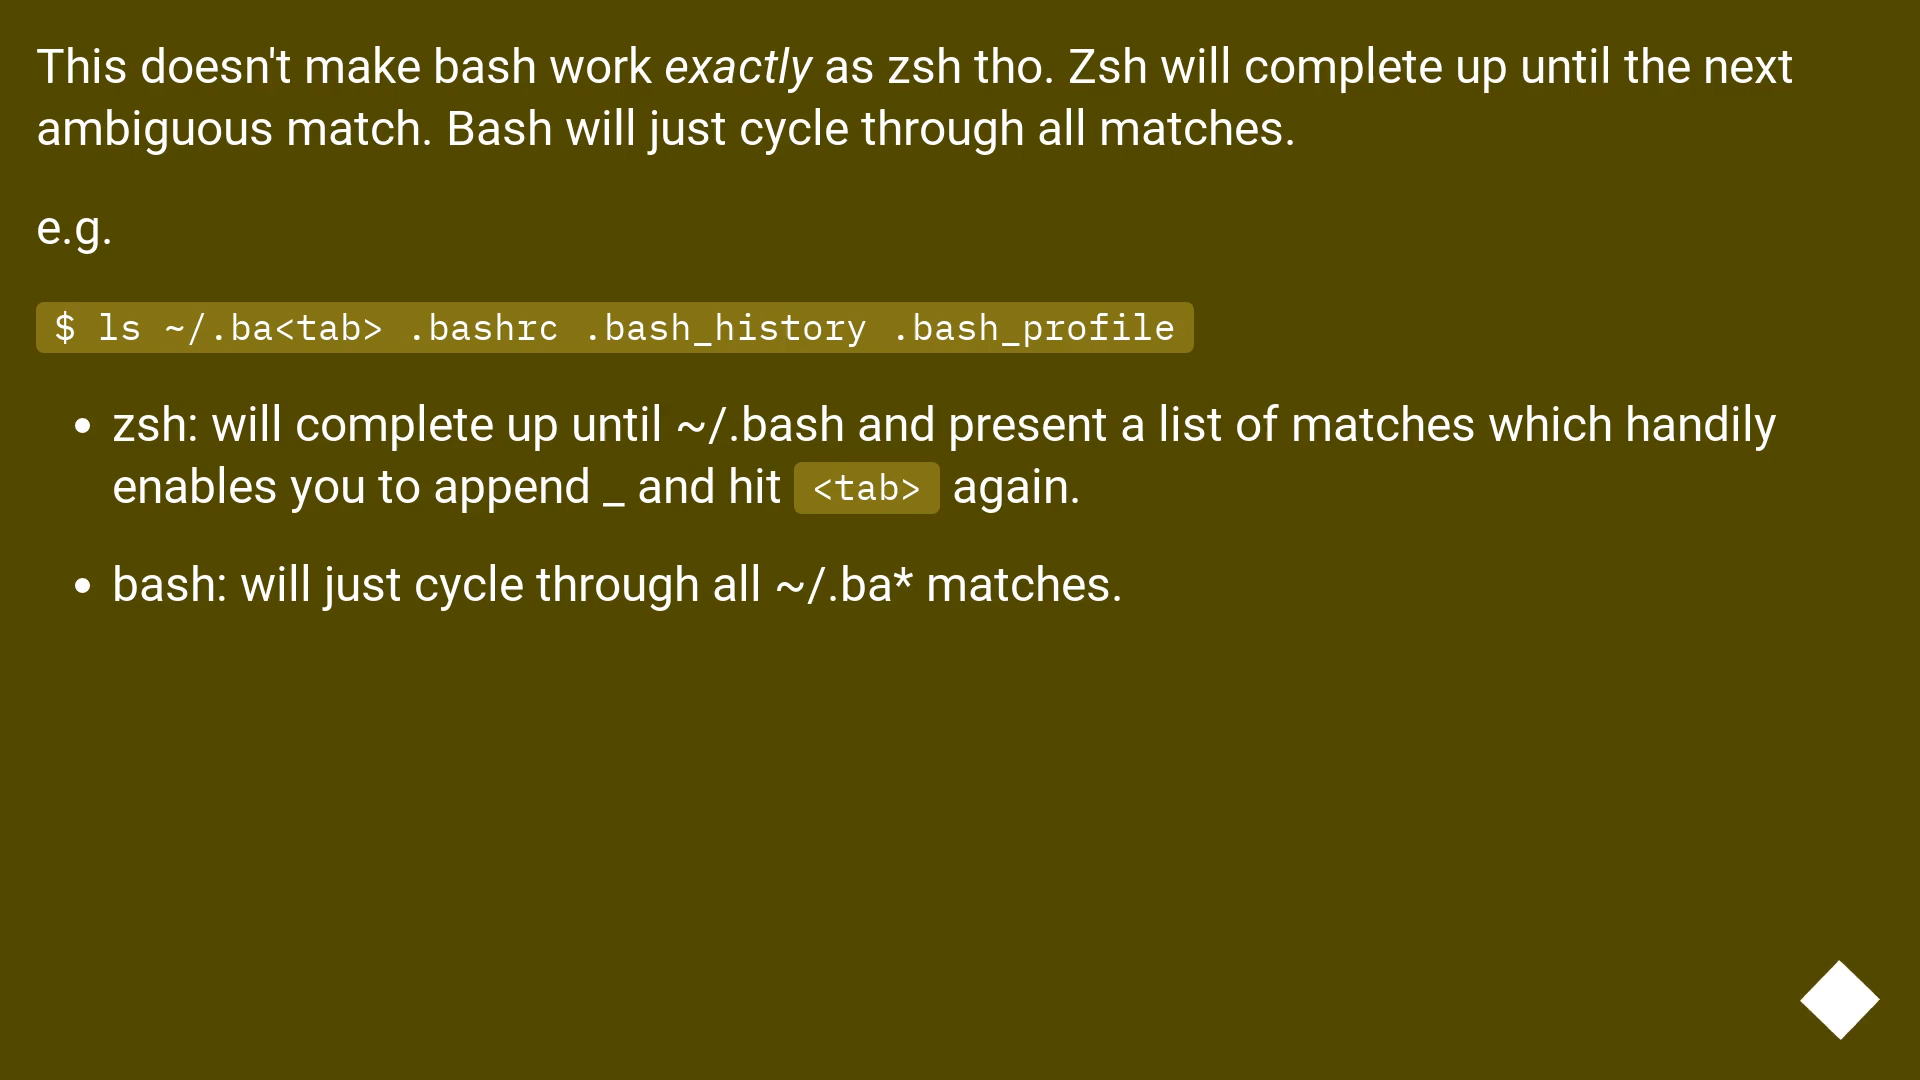 This doesn't make bash work exactly as zsh tho. Zsh will complete up until the next
ambiguous match. Bash will just cycle through all matches.
e.g.
$ ls ~/.ba<tab> .bashrc .bash_history .bash_profile
• zsh: will complete up until ~/.bash and present a list of matches which handily
enables you to append _ and hit <tab> again.
• bash: will just cycle through all ~/.ba* matches.